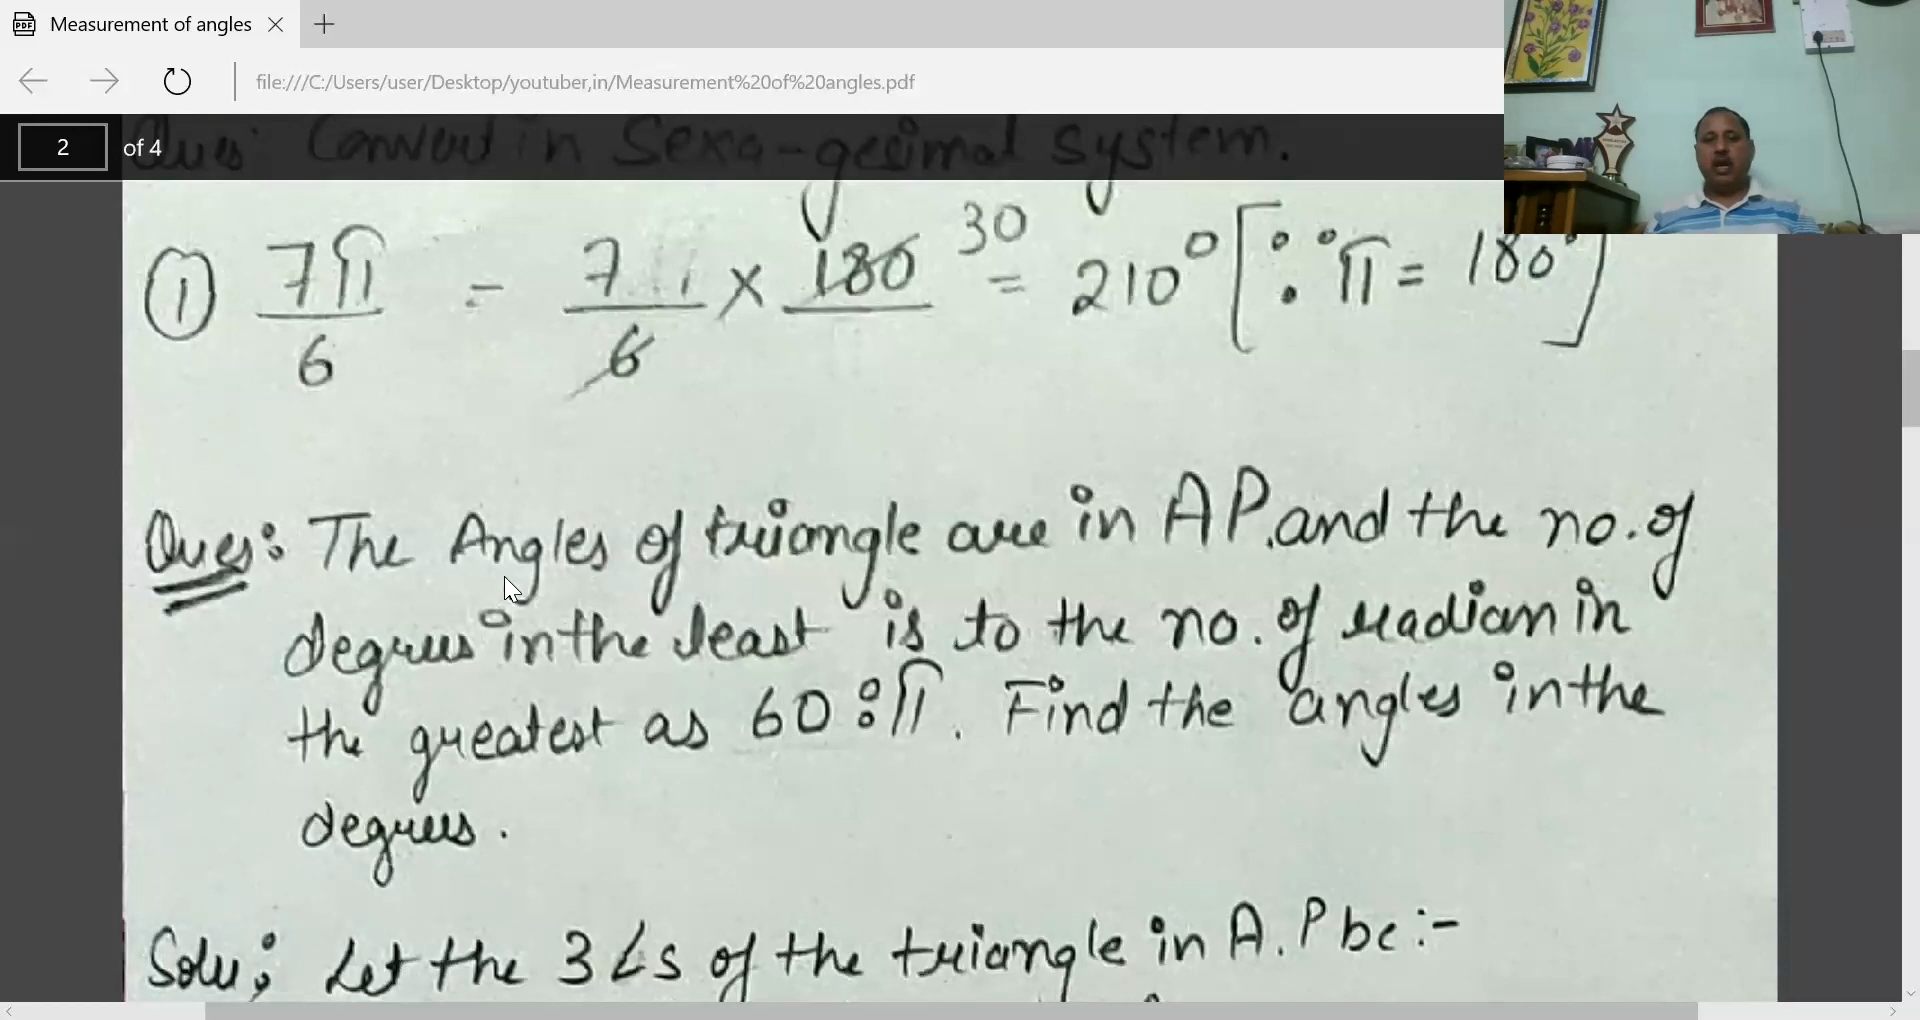 Measurement of angles
file:///C:/Users/user/Desktop/youtuber,in/Measurement%20of%20angles.pdf
2 of 4
Ques: Convert in Sexa-gesimal system.
① 7π/6 = 7/6 × 180 30 = 210° [∵ π = 180°]
Ques: The Angles of triangle are in AP. and the no. of
degrees in the least is to the no. of radian in
the greatest as 60:π. Find the angles in the
degrees.
Solu: Let the 3 ∠s of the triangle in A.P be:-